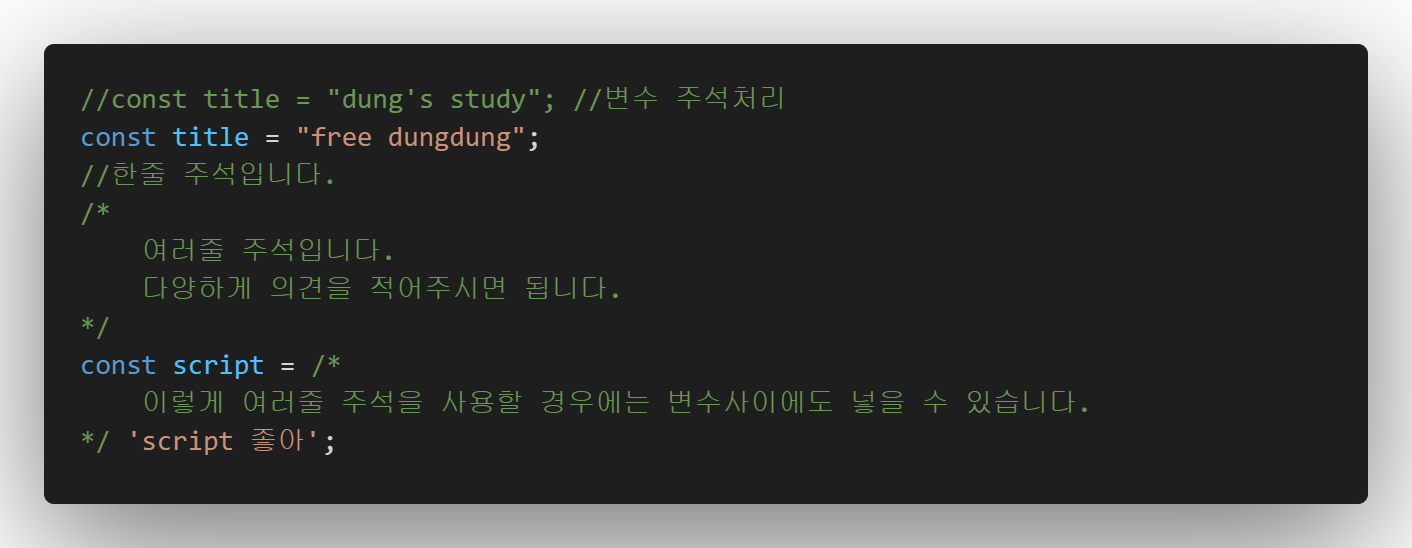 //const title = "dung's study"; //변수 주석처리
const title = "free dungdung";
//한줄 주석입니다.
/*
    여러줄 주석입니다.
    다양하게 의견을 적어주시면 됩니다.
*/
const script = /*
    이렇게 여러줄 주석을 사용할 경우에는 변수사이에도 넣을 수 있습니다.
*/ 'script 좋아';